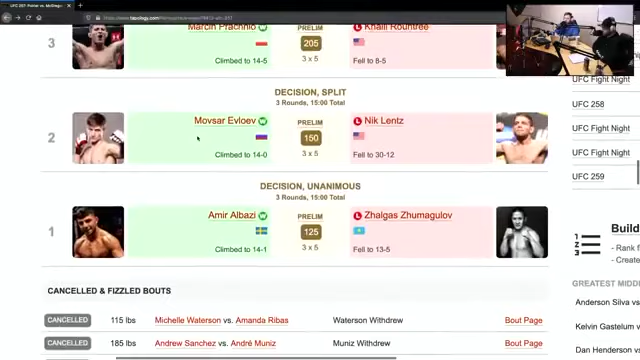 UFC 257: Poirier vs. McGregor
3
Marcin Prachnio W
PRELIM
205
3 x 5
L Khalil Rountree
Climbed to 14-5
Fell to 8-5
DECISION, SPLIT
3 Rounds, 15:00 Total
2
Movsar Evloev W
PRELIM
150
3 x 5
L Nik Lentz
Climbed to 14-0
Fell to 30-12
DECISION, UNANIMOUS
3 Rounds, 15:00 Total
1
Amir Albazi W
PRELIM
125
3 x 5
L Zhalgas Zhumagulov
Climbed to 14-1
Fell to 13-5
CANCELLED & FIZZLED BOUTS
CANCELLED 115 lbs Michelle Waterson vs. Amanda Ribas Waterson Withdrew Bout Page
CANCELLED 185 lbs Andrew Sanchez vs. André Muniz Muniz Withdrew Bout Page
UFC Fight Night
UFC 258
UFC Fight Night
UFC Fight Night
UFC 259
1
2
3
Build
- Rank f
- Create
GREATEST MIDD
Anderson Silva vs
Kelvin Gastelum v
Dan Henderson vs